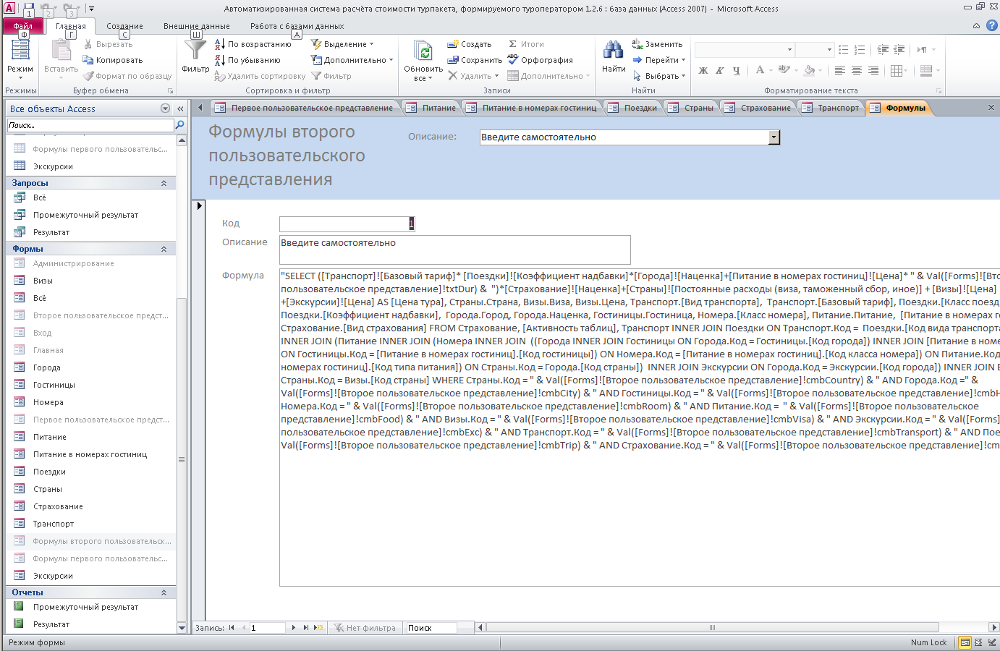 Автоматизированная система расчёта стоимости турпакета, формируемого туроператором 1.2.6 : база данных (Access 2007) - Microsoft Access
1 2 3
Файл Главная Создание Внешние данные Работа с базами данных
Ф Г С Ш А
Режим
Режимы
Вставить
Вырезать
Копировать
Формат по образцу
Буфер обмена
Фильтр
По возрастанию
По убыванию
Удалить сортировку
Выделение
Дополнительно
Фильтр
Сортировка и фильтр
Обновить все
Создать
Сохранить
Удалить
Итоги
Орфография
Дополнительно
Записи
Найти
Заменить
Перейти
Выбрать
Найти
Ж К Ч
Форматирование текста
Все объекты Access
Поиск...
Формулы первого пользовательс...
Экскурсии
Запросы
Всё
Промежуточный результат
Результат
Формы
Администрирование
Визы
Всё
Второе пользовательское предст...
Вход
Главная
Города
Гостиницы
Номера
Первое пользовательское предст...
Питание
Питание в номерах гостиниц
Поездки
Страны
Страхование
Транспорт
Формулы второго пользовательск...
Формулы первого пользовательс...
Экскурсии
Отчеты
Промежуточный результат
Результат
Первое пользовательское представление Питание Питание в номерах гостиниц Поездки Страны Страхование Транспорт Формулы
Формулы второго
пользовательского
представления
Описание: Введите самостоятельно
Код 1
Описание Введите самостоятельно
Формула
"SELECT ([Транспорт]![Базовый тариф]* [Поездки]![Коэффициент надбавки]*[Города]![Наценка]+[Питание в номерах гостиниц]![Цена]* " & Val([Forms]![Вто
пользовательское представление]!txtDur) & ")*[Страхование]![Наценка]+[Страны]![Постоянные расходы (виза, таможенный сбор, иное)] + [Визы]![Цена]
+[Экскурсии]![Цена] AS [Цена тура], Страны.Страна, Визы.Виза, Визы.Цена, Транспорт.[Вид транспорта], Транспорт.[Базовый тариф], Поездки.[Класс поезд
Поездки.[Коэффициент надбавки], Города.Город, Города.Наценка, Гостиницы.Гостиница, Номера.[Класс номера], Питание.Питание, [Питание в номерах г
Страхование.[Вид страхования] FROM Страхование, [Активность таблиц], Транспорт INNER JOIN Поездки ON Транспорт.Код = Поездки.[Код вида транспорта
INNER JOIN (Питание INNER JOIN (Номера INNER JOIN ((Города INNER JOIN Гостиницы ON Города.Код = Гостиницы.[Код города]) INNER JOIN [Питание в номе
ON Гостиницы.Код = [Питание в номерах гостиниц].[Код гостиницы]) ON Номера.Код = [Питание в номерах гостиниц].[Код класса номера]) ON Питание.Код
номерах гостиниц].[Код типа питания]) ON Страны.Код = Города.[Код страны]) INNER JOIN Экскурсии ON Города.Код = Экскурсии.[Код города]) INNER JOIN
Страны.Код = Визы.[Код страны] WHERE Страны.Код = " & Val([Forms]![Второе пользовательское представление]!cmbCountry) & " AND Города.Код =" &
Val([Forms]![Второе пользовательское представление]!cmbCity) & " AND Гостиницы.Код = " & Val([Forms]![Второе пользовательское представление]!cmbH
Номера.Код = " & Val([Forms]![Второе пользовательское представление]!cmbRoom) & " AND Питание.Код = " & Val([Forms]![Второе пользовательское
представление]!cmbFood) & " AND Визы.Код = " & Val([Forms]![Второе пользовательское представление]!cmbVisa) & " AND Экскурсии.Код = " & Val([Forms]
пользовательское представление]!cmbExc) & " AND Транспорт.Код = " & Val([Forms]![Второе пользовательское представление]!cmbTransport) & " AND Пое
Val([Forms]![Второе пользовательское представление]!cmbTrip) & " AND Страхование.Код = " & Val([Forms]![Второе пользовательское представление]!cm
Запись: 1 Нет фильтра Поиск
Режим формы
Num Lock